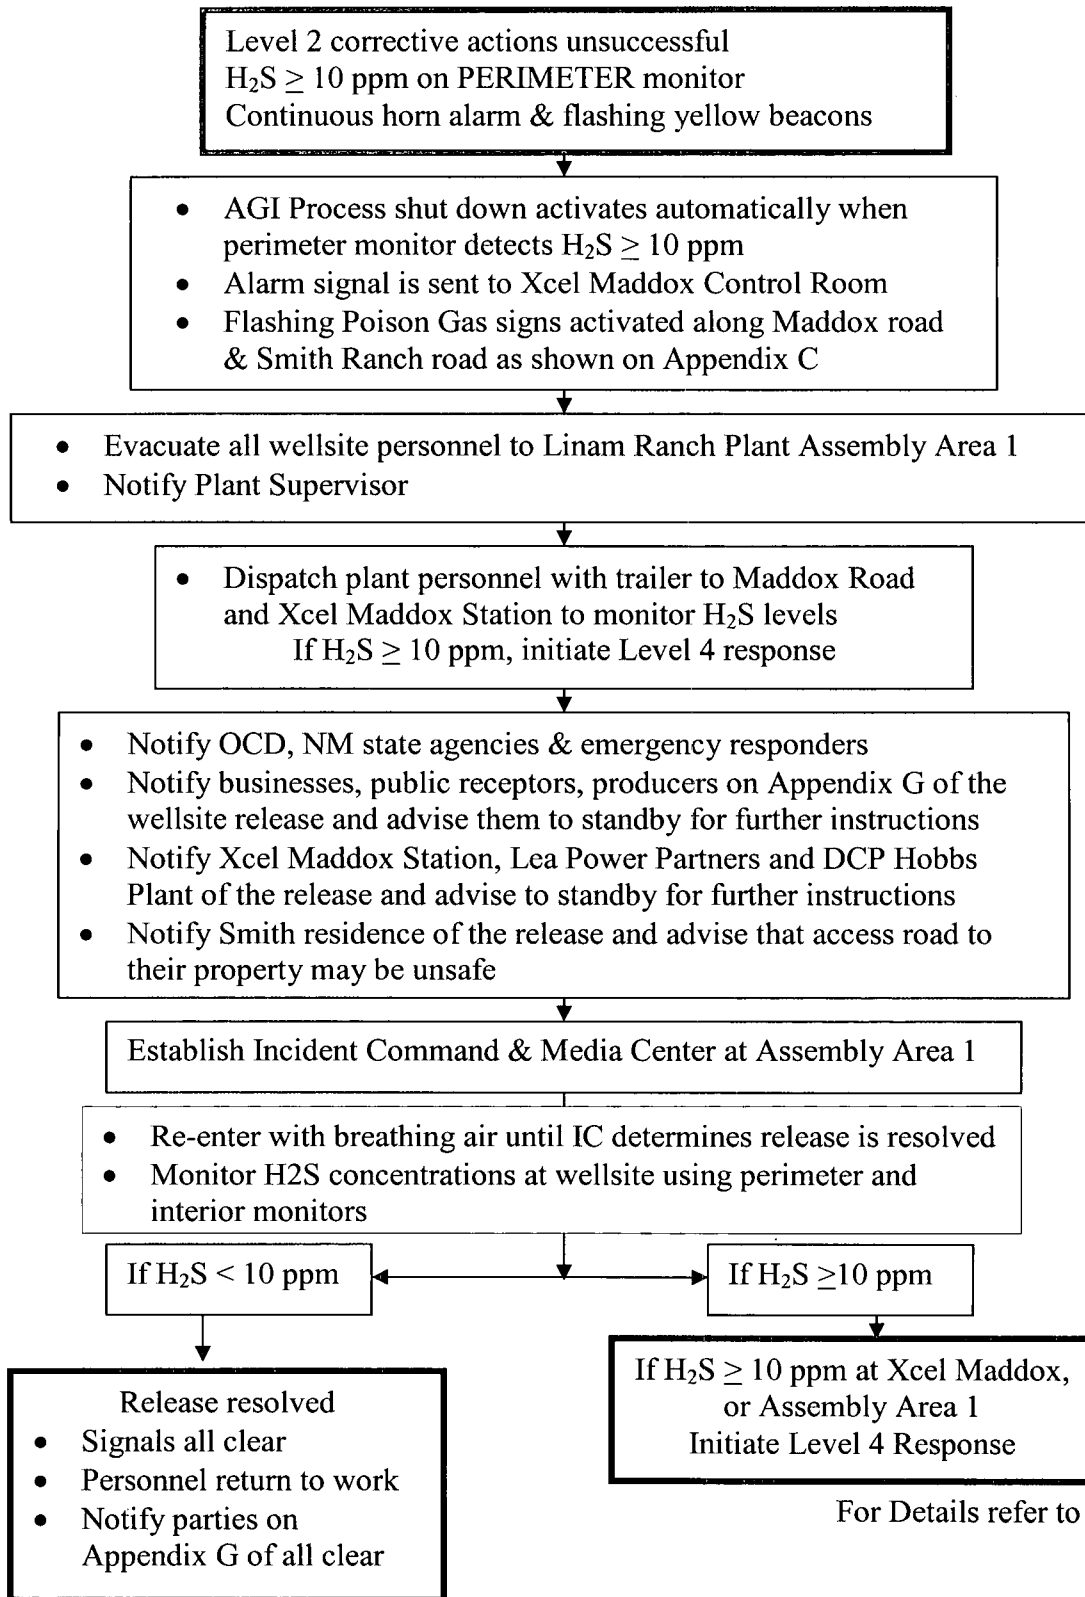 Level 2 corrective actions unsuccessful
H₂S ≥ 10 ppm on PERIMETER monitor
Continuous horn alarm & flashing yellow beacons
• AGI Process shut down activates automatically when
perimeter monitor detects H₂S ≥ 10 ppm
• Alarm signal is sent to Xcel Maddox Control Room
• Flashing Poison Gas signs activated along Maddox road
& Smith Ranch road as shown on Appendix C
• Evacuate all wellsite personnel to Linam Ranch Plant Assembly Area 1
• Notify Plant Supervisor
• Dispatch plant personnel with trailer to Maddox Road
and Xcel Maddox Station to monitor H₂S levels
If H₂S ≥ 10 ppm, initiate Level 4 response
• Notify OCD, NM state agencies & emergency responders
• Notify businesses, public receptors, producers on Appendix G of the
wellsite release and advise them to standby for further instructions
• Notify Xcel Maddox Station, Lea Power Partners and DCP Hobbs
Plant of the release and advise to standby for further instructions
• Notify Smith residence of the release and advise that access road to
their property may be unsafe
Establish Incident Command & Media Center at Assembly Area 1
• Re-enter with breathing air until IC determines release is resolved
• Monitor H2S concentrations at wellsite using perimeter and
interior monitors
If H₂S < 10 ppm
If H₂S ≥10 ppm
Release resolved
• Signals all clear
• Personnel return to work
• Notify parties on
Appendix G of all clear
If H₂S ≥ 10 ppm at Xcel Maddox,
or Assembly Area 1
Initiate Level 4 Response
For Details refer to